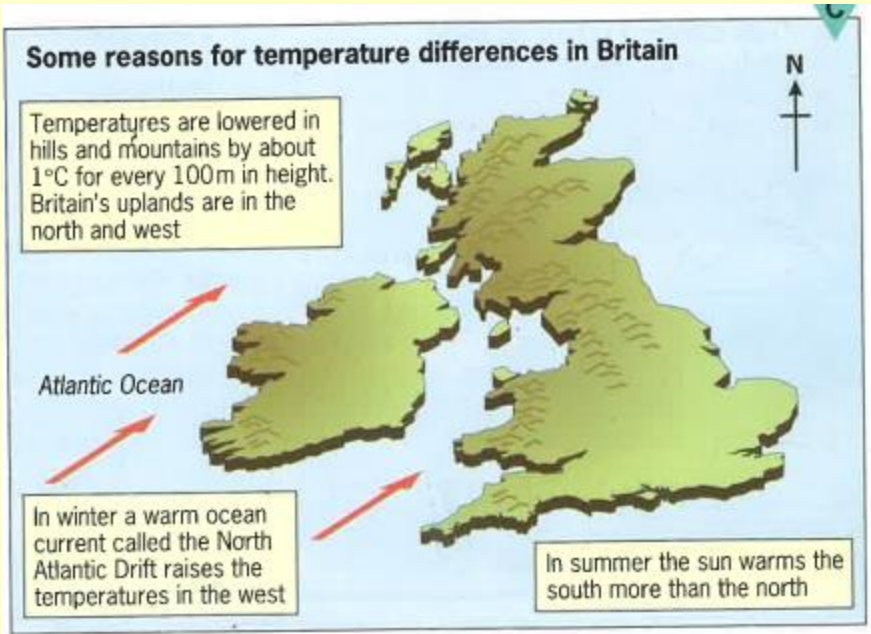 C
Some reasons for temperature differences in Britain
N
Temperatures are lowered in
hills and mountains by about
1°C for every 100m in height.
Britain's uplands are in the
north and west
Atlantic Ocean
In winter a warm ocean
current called the North
Atlantic Drift raises the
temperatures in the west
In summer the sun warms the
south more than the north